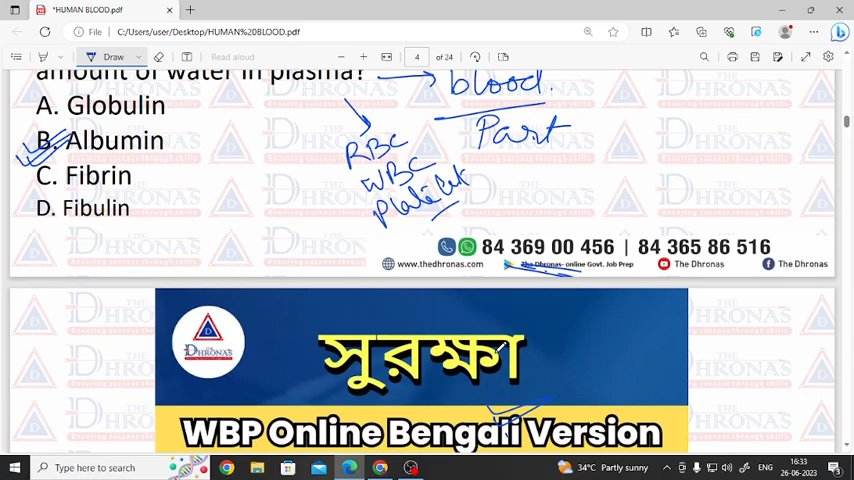 *HUMAN BLOOD.pdf
File
C:/Users/user/Desktop/HUMAN%20BLOOD.pdf
Draw
Read aloud
4 of 24
amount of water in plasma?
blood.
Part
A. Globulin
B. Albumin
C. Fibrin
D. Fibulin
RBC
WBC
Platelet
84 369 00 456 | 84 365 86 516
www.thedhronas.com
The Dhronas- online Govt. Job Prep
The Dhronas
The Dhronas
THE DHRONAS
সুরক্ষা
WBP Online Bengali Version
Type here to search
34°C Partly sunny
ENG
16:33
26-06-2023